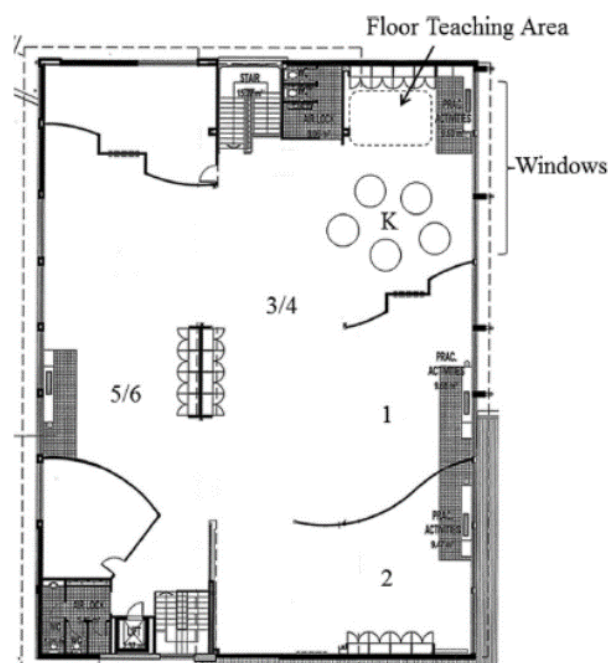 Floor Teaching Area
STAIR
AIR LOCK
PRAC.
ACTIVITIES
Windows
K
3/4
PRAC.
ACTIVITIES
5/6
1
PRAC.
ACTIVITIES
2
AIR LOCK